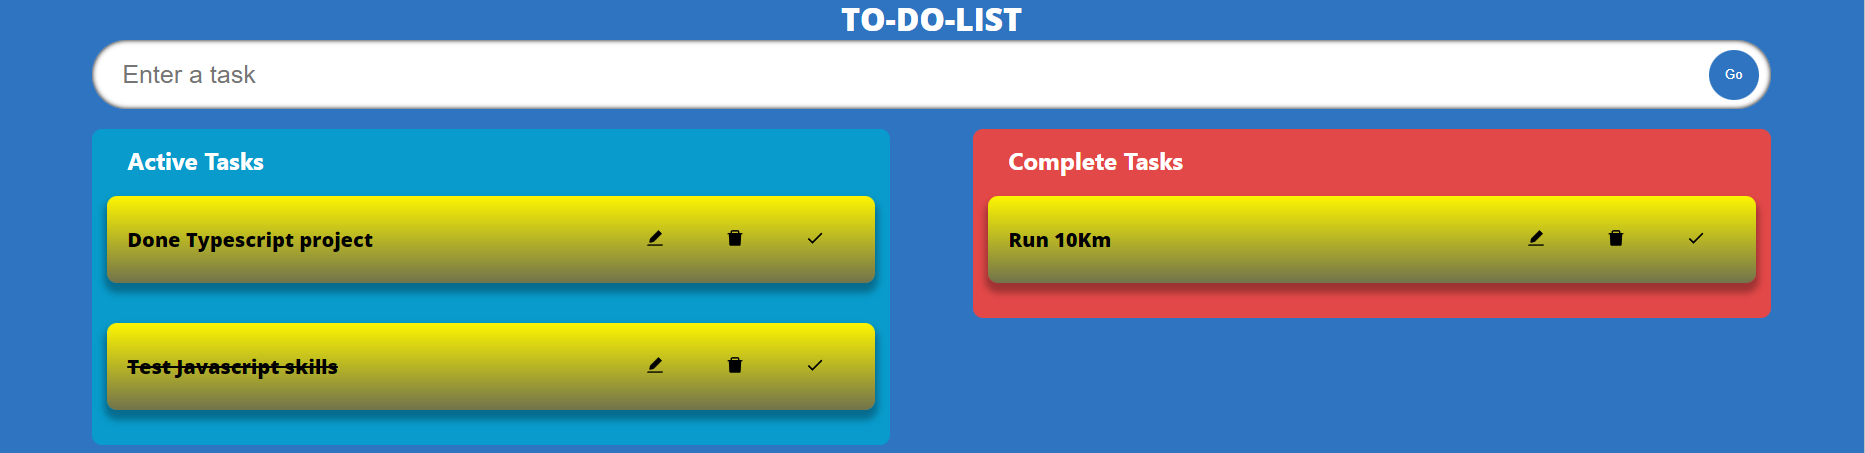 TO-DO-LIST
Enter a task
Go
Active Tasks
Done Typescript project
Test Javascript skills
Complete Tasks
Run 10Km